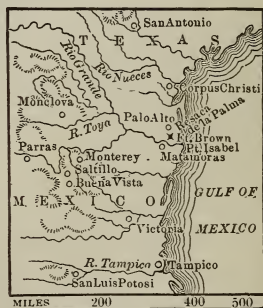 San Antonio
TEXAS
Rio Grande
Rio Nueces
Corpus Christi
Monclova
Palo Alto
Resaca
de la Palma
R. Toya
Ft. Brown
Pt. Isabel
Parras
Monterey
Matamoras
Saltillo
Buena Vista
GULF OF
MEXICO
Victoria
MEXICO
R. Tampico
Tampico
San Luis Potosi
MILES 200 400 500